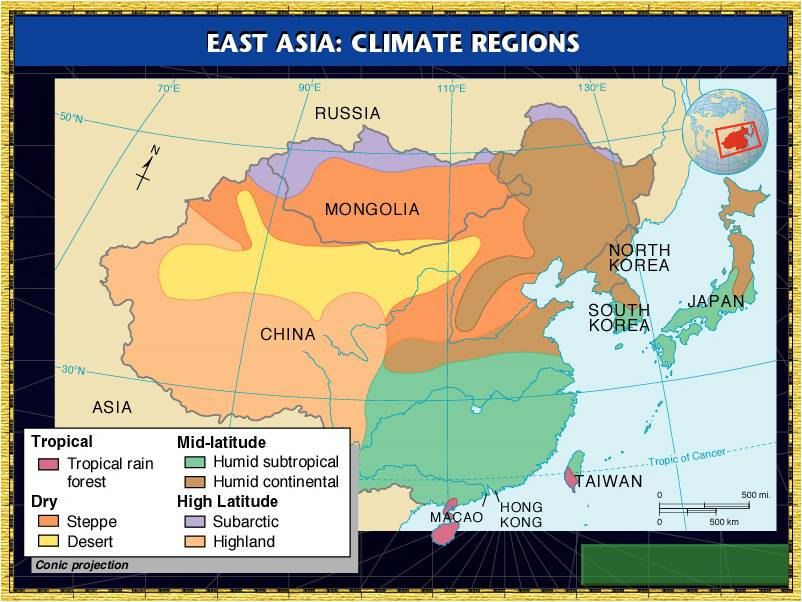 EAST ASIA: CLIMATE REGIONS
70°E
90°E
110°E
130°E
50°N
RUSSIA
N
MONGOLIA
NORTH
KOREA
SOUTH
KOREA
JAPAN
CHINA
30°N
ASIA
Tropic of Cancer
TAIWAN
MACAO
HONG
KONG
0 500 mi.
0 500 km
Tropical
Tropical rain
forest
Dry
Steppe
Desert
Mid-latitude
Humid subtropical
Humid continental
High Latitude
Subarctic
Highland
Conic projection